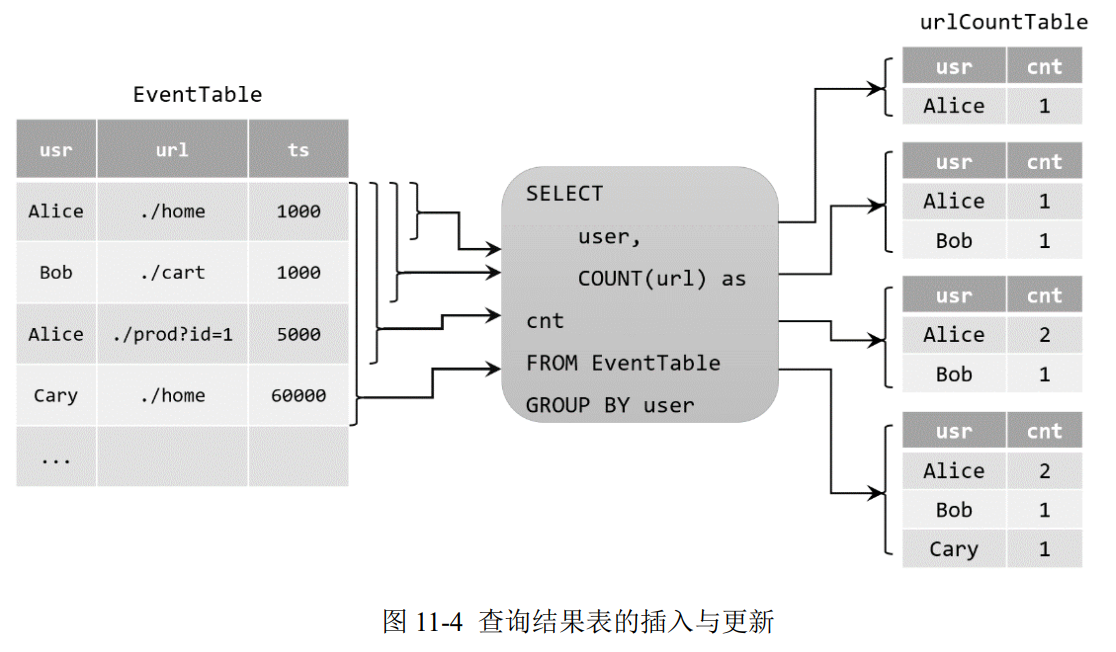 urlCountTable
EventTable
usr url ts
Alice ./home 1000
Bob ./cart 1000
Alice ./prod?id=1 5000
Cary ./home 60000
...
SELECT
user,
COUNT(url) as
cnt
FROM EventTable
GROUP BY user
usr cnt
Alice 1
usr cnt
Alice 1
Bob 1
usr cnt
Alice 2
Bob 1
usr cnt
Alice 2
Bob 1
Cary 1
图 11-4 查询结果表的插入与更新